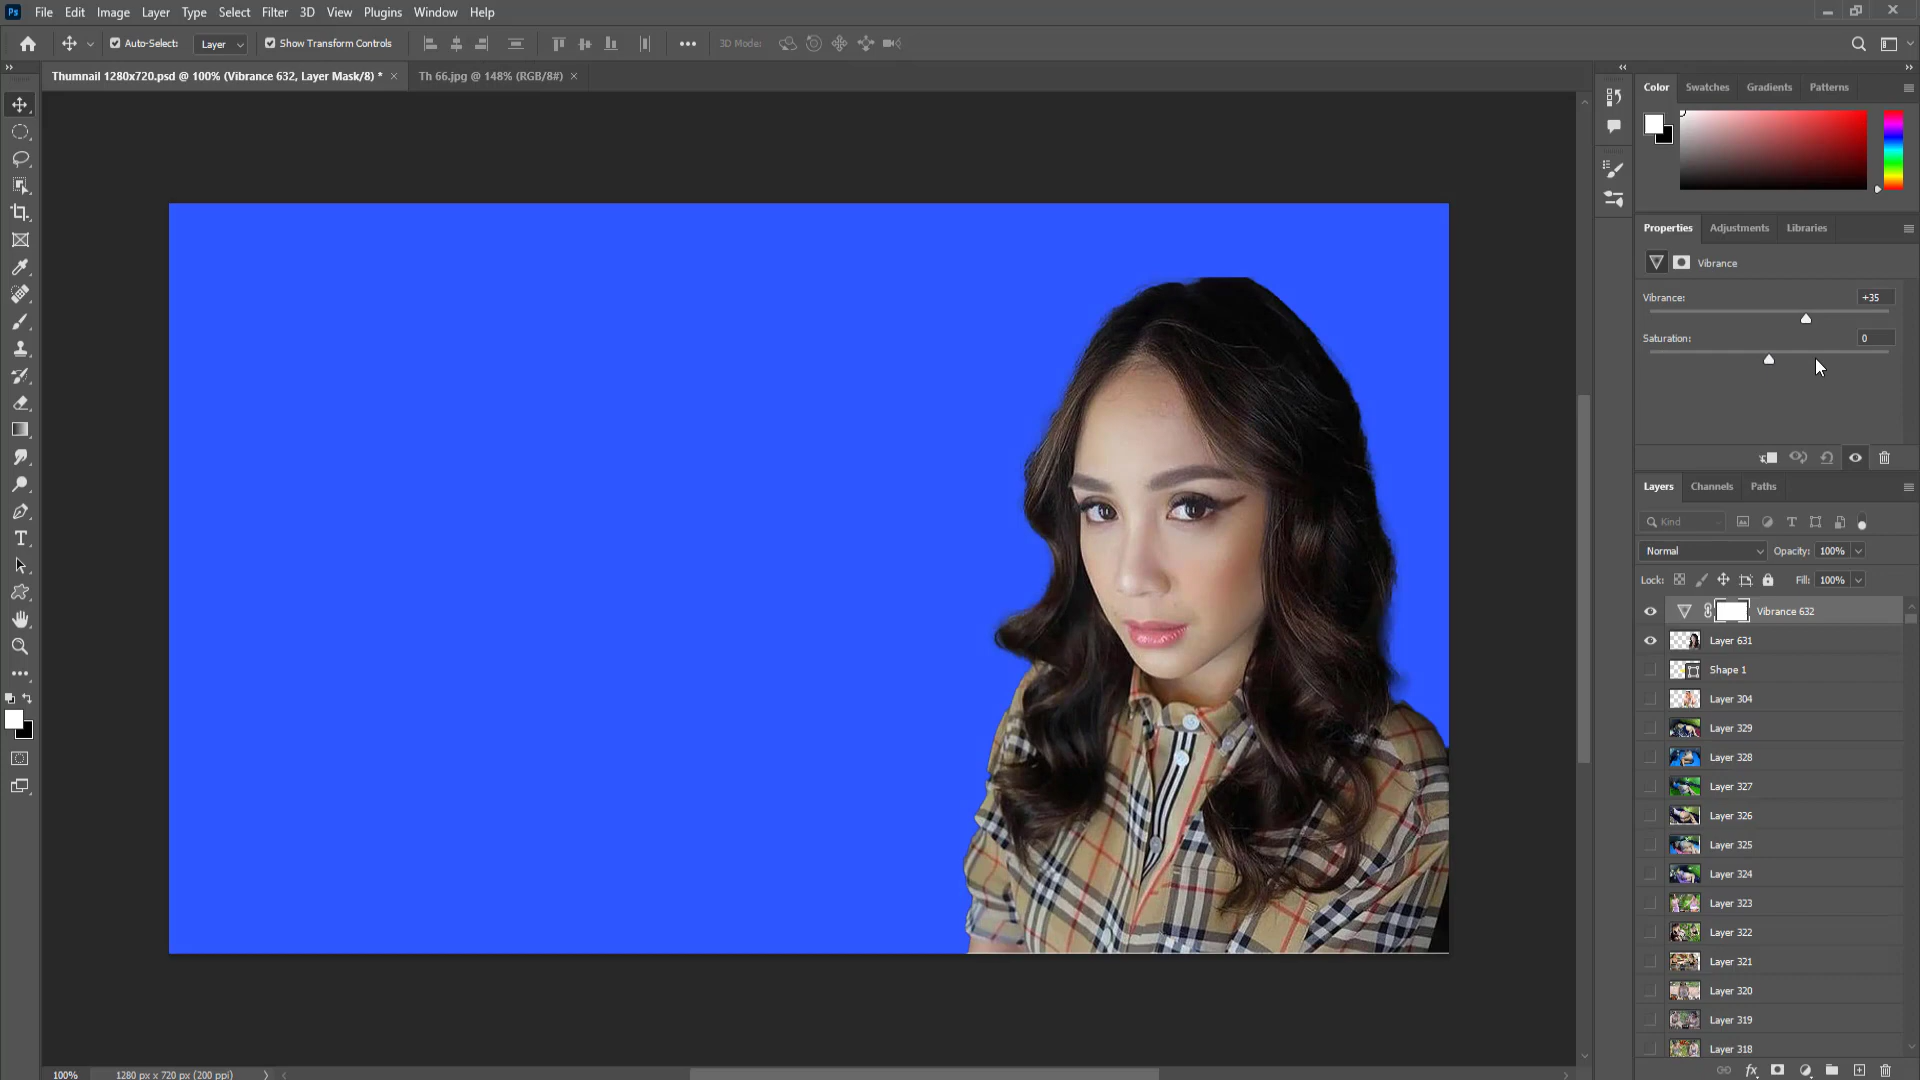 Ps File Edit Image Layer Type Select Filter 3D View Plugins Window Help
Auto-Select: Layer Show Transform Controls 3D Mode:
Thumnail 1280x720.psd @ 100% (Vibrance 632, Layer Mask/8) * Th 66.jpg @ 148% (RGB/8#)
Color Swatches Gradients Patterns
Properties Adjustments Libraries
Vibrance
Vibrance: +35
Saturation: 0
Layers Channels Paths
Kind
Normal Opacity: 100%
Lock: Fill: 100%
Vibrance 632
Layer 631
Shape 1
Layer 304
Layer 329
Layer 328
Layer 327
Layer 326
Layer 325
Layer 324
Layer 323
Layer 322
Layer 321
Layer 320
Layer 319
Layer 318
100% 1280 px x 720 px (200 ppi)